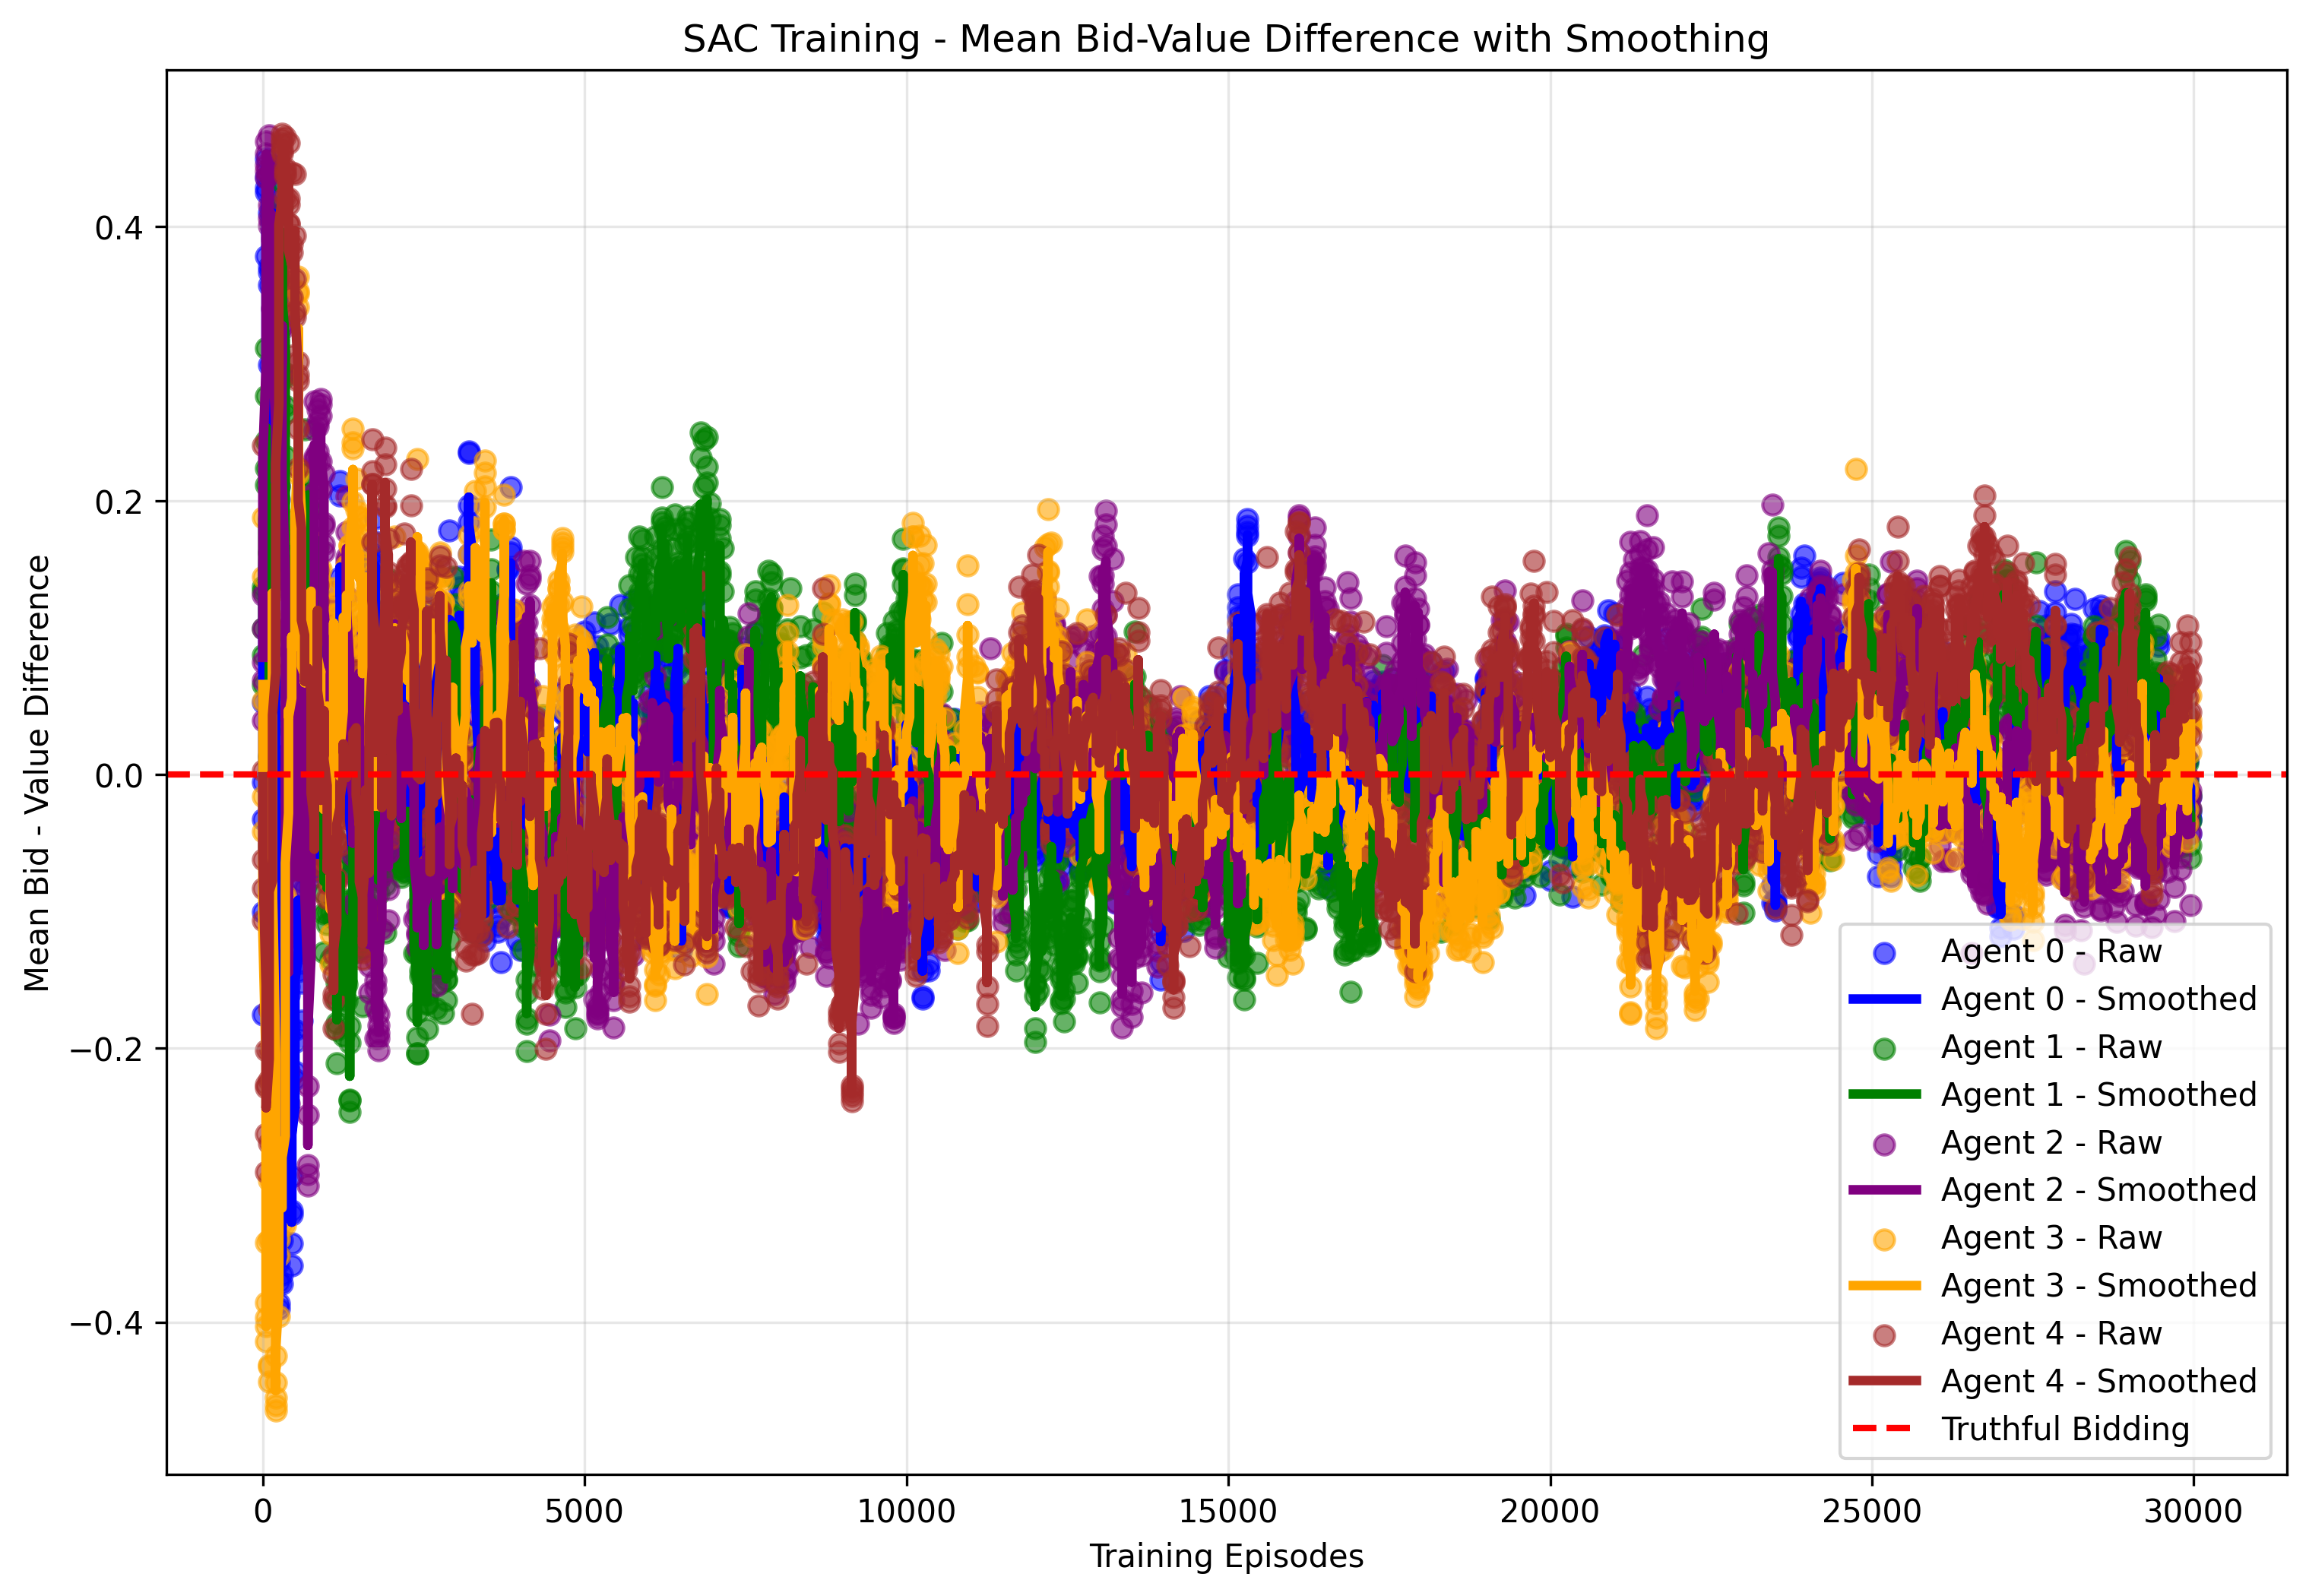 SAC Training - Mean Bid-Value Difference with Smoothing
Mean Bid - Value Difference
0.4
0.2
0.0
−0.2
−0.4
0 5000 10000 15000 20000 25000 30000
Training Episodes
Agent 0 - Raw
Agent 0 - Smoothed
Agent 1 - Raw
Agent 1 - Smoothed
Agent 2 - Raw
Agent 2 - Smoothed
Agent 3 - Raw
Agent 3 - Smoothed
Agent 4 - Raw
Agent 4 - Smoothed
Truthful Bidding